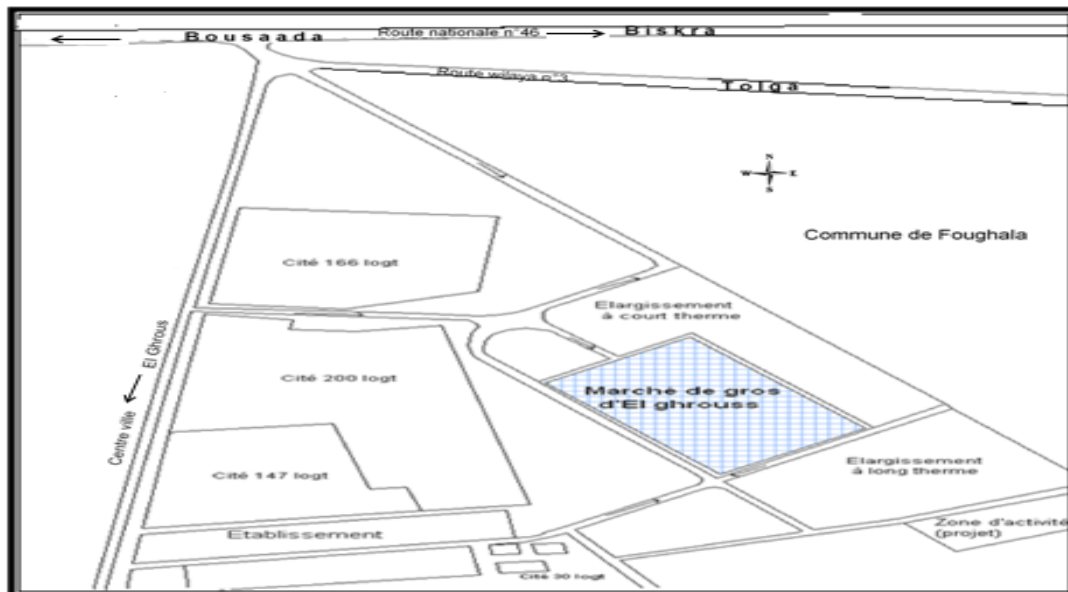 Bousaada
Route nationale n°46
Biskra
Route wilaya n°3
Tolga
S
W E
S
Commune de Foughala
Cité 166 logt
Elargissement
à court therme
El Ghrous
Centre ville
Cité 200 logt
Marché de gros
d'El ghrouss
Elargissement
à long therme
Cité 147 logt
Etablissement
Zone d'activité
(projet)
Cité 30 logt